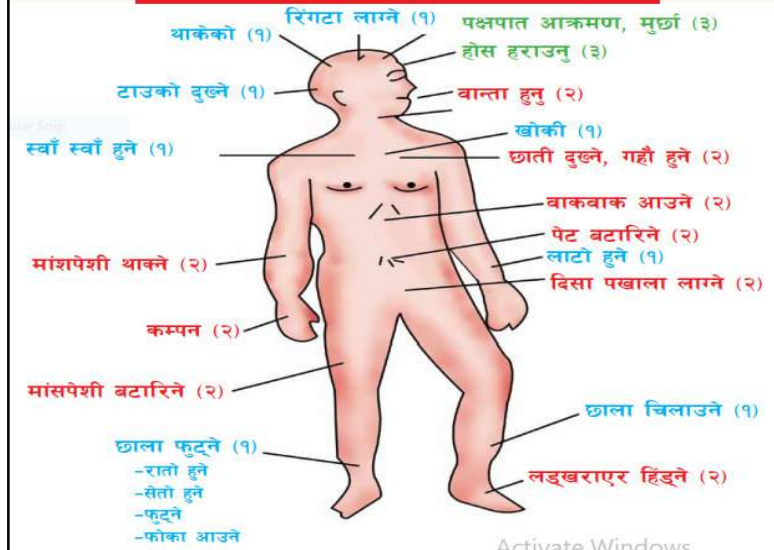 रिंगटा लाग्ने (१)
पक्षपात आक्रमण, मुर्छा (३)
थाकेको (१)
होस हराउनु (३)
टाउको दुख्ने (१)
वान्ता हुनु (२)
खोकी (१)
स्वाँ स्वाँ हुने (१)
छाती दुख्ने, गह्रौ हुने (२)
वाकवाक आउने (२)
पेट बटारिने (२)
लाटो हुने (१)
मांशपेशी थाक्ने (२)
दिसा पखाला लाग्ने (२)
कम्पन (२)
मांसपेशी बटारिने (२)
छाला चिलाउने (१)
छाला फुट्ने (१)
-रातो हुने
-सेतो हुने
-फुट्ने
-फोका आउने
लड्खराएर हिंड्ने (२)
Activate Windows